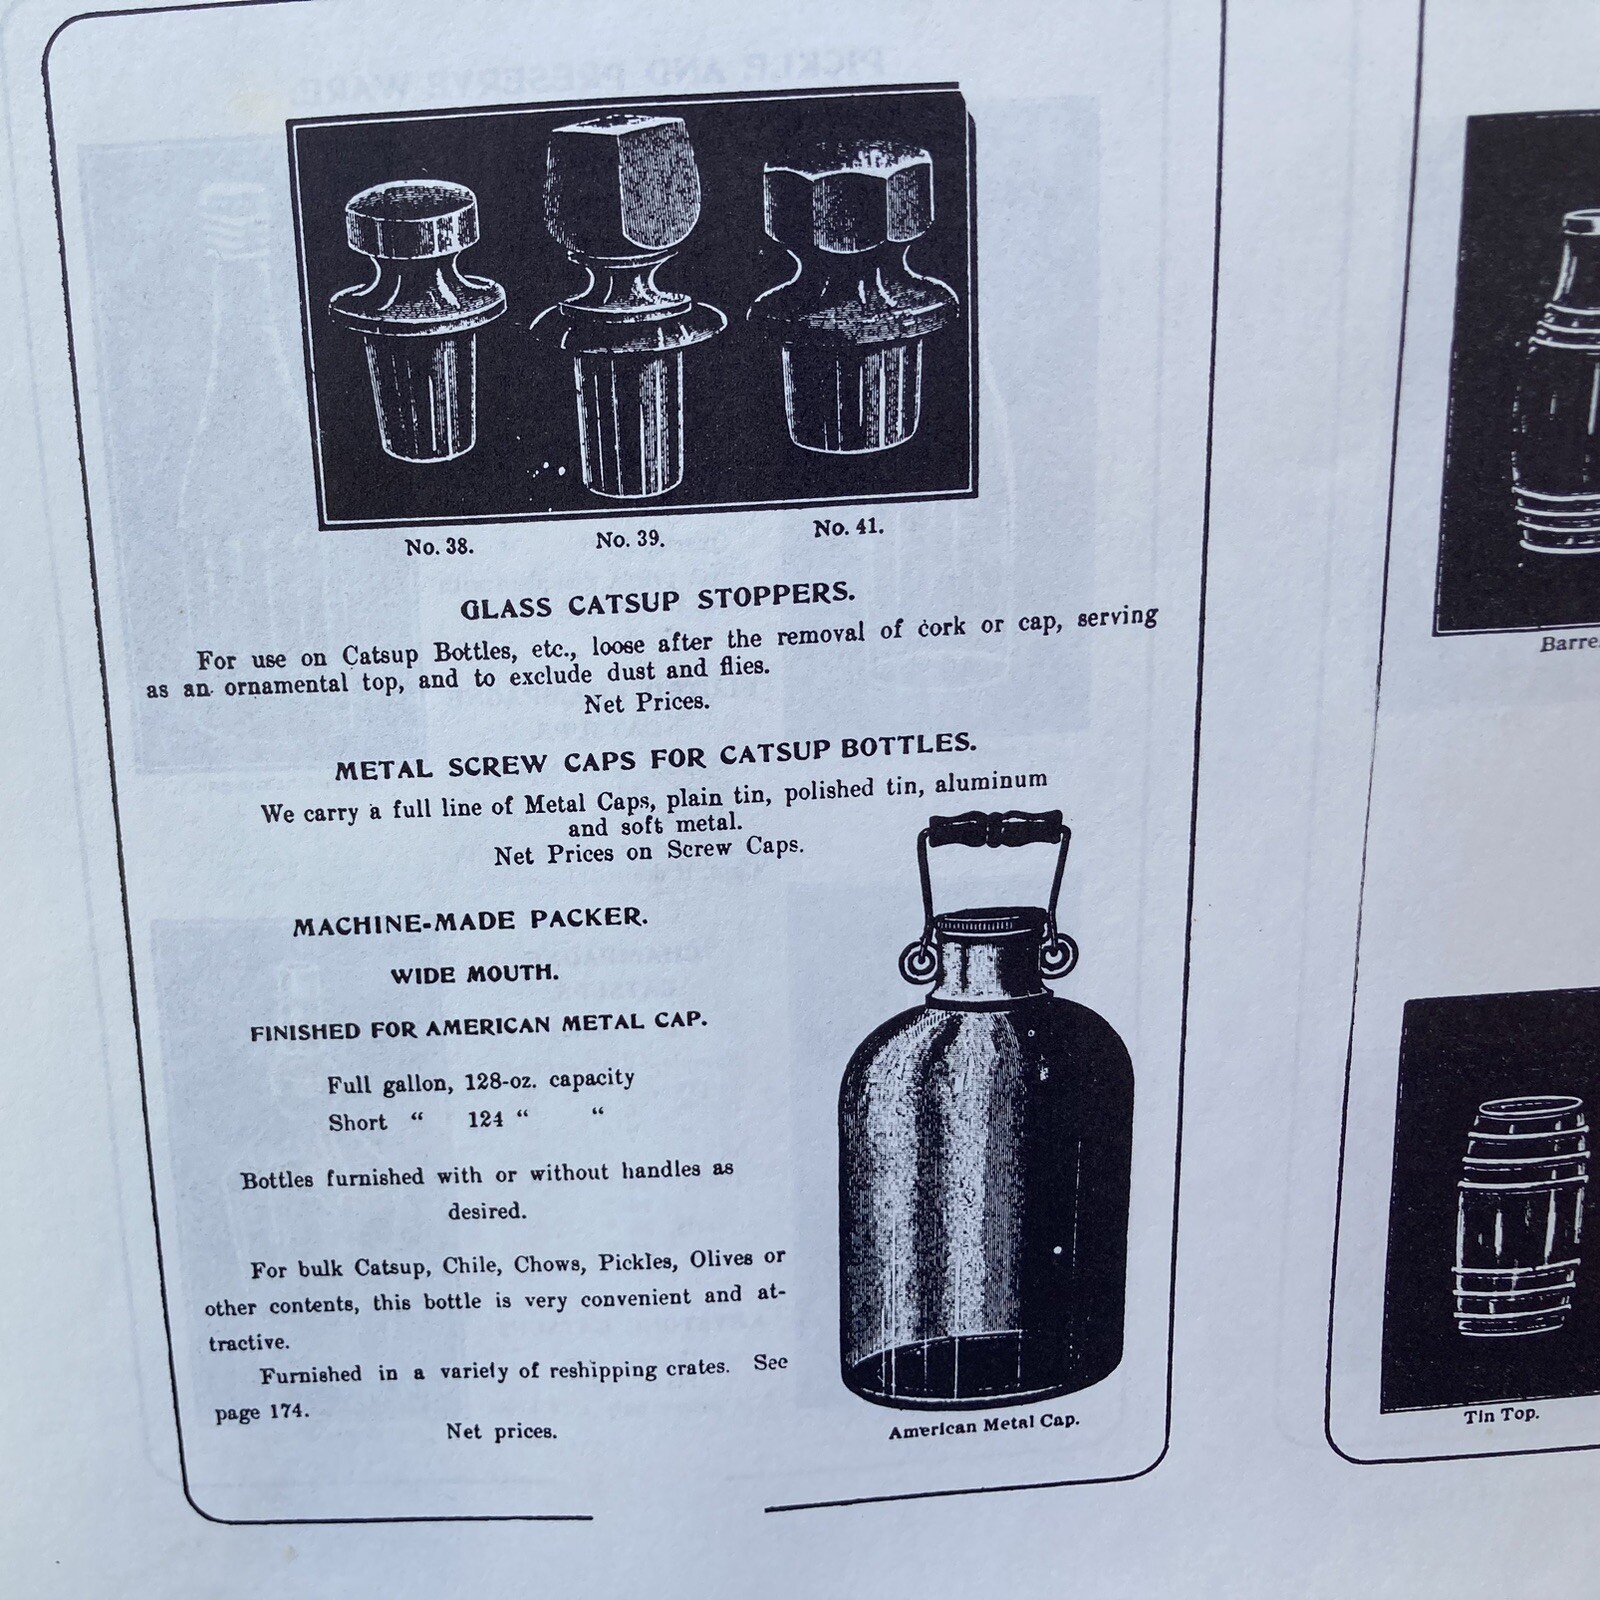 No. 38.
No. 39.
No. 41.
GLASS CATSUP STOPPERS.
For use on Catsup Bottles, etc., loose after the removal of cork or cap, serving
as an ornamental top, and to exclude dust and flies.
Net Prices.
METAL SCREW CAPS FOR CATSUP BOTTLES.
We carry a full line of Metal Caps, plain tin, polished tin, aluminum
and soft metal.
Net Prices on Screw Caps.
MACHINE-MADE PACKER.
WIDE MOUTH.
FINISHED FOR AMERICAN METAL CAP.
Full gallon, 128-oz. capacity
Short “ 124 “ “
Bottles furnished with or without handles as
desired.
For bulk Catsup, Chile, Chows, Pickles, Olives or
other contents, this bottle is very convenient and at-
tractive.
Furnished in a variety of reshipping crates. See
page 174.
Net prices.
American Metal Cap.
Barre
Tin Top.